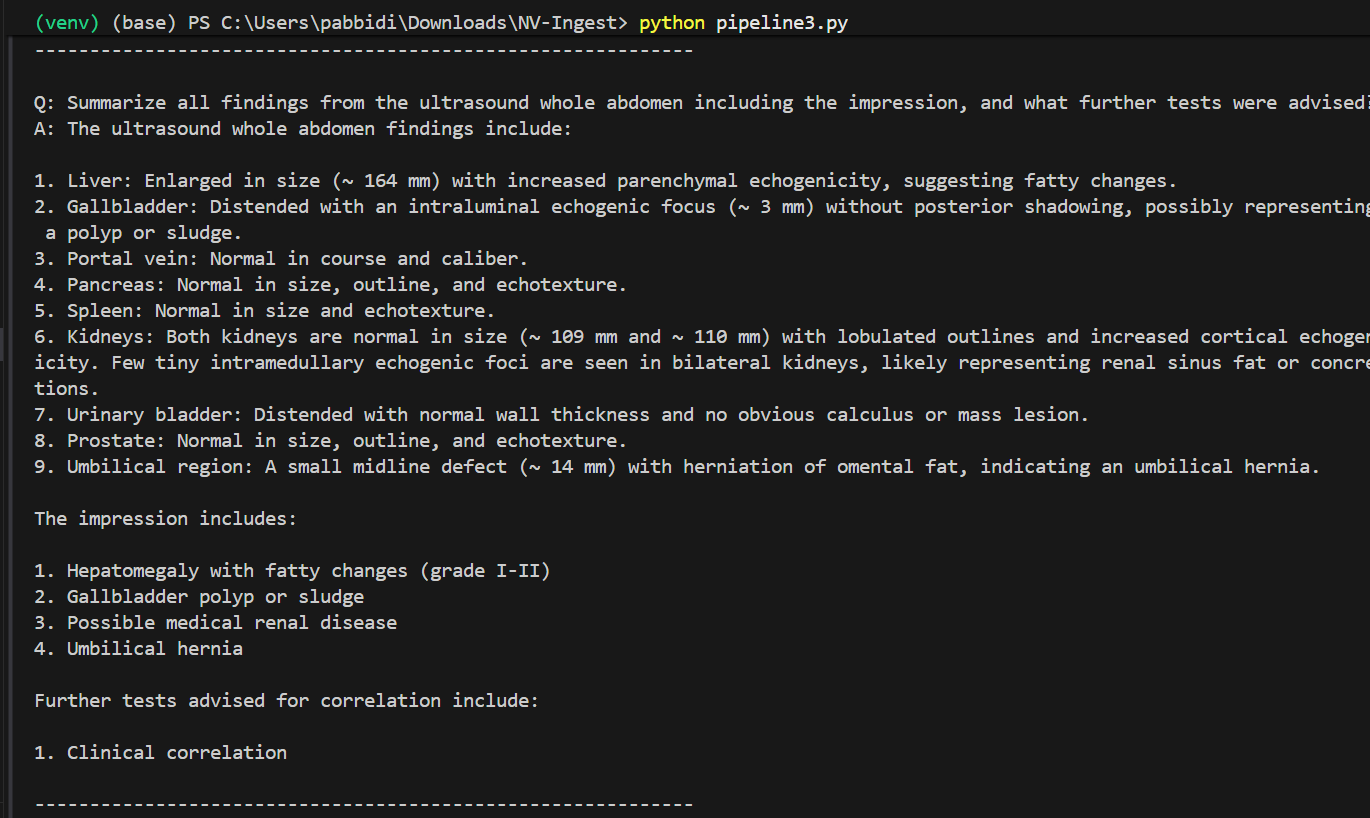 (venv) (base) PS C:\Users\pabbidi\Downloads\NV-Ingest> python pipeline3.py
------------------------------------------------------------
Q: Summarize all findings from the ultrasound whole abdomen including the impression, and what further tests were advised?
A: The ultrasound whole abdomen findings include:
1. Liver: Enlarged in size (~ 164 mm) with increased parenchymal echogenicity, suggesting fatty changes.
2. Gallbladder: Distended with an intraluminal echogenic focus (~ 3 mm) without posterior shadowing, possibly representing
a polyp or sludge.
3. Portal vein: Normal in course and caliber.
4. Pancreas: Normal in size, outline, and echotexture.
5. Spleen: Normal in size and echotexture.
6. Kidneys: Both kidneys are normal in size (~ 109 mm and ~ 110 mm) with lobulated outlines and increased cortical echogen
icity. Few tiny intramedullary echogenic foci are seen in bilateral kidneys, likely representing renal sinus fat or concre
tions.
7. Urinary bladder: Distended with normal wall thickness and no obvious calculus or mass lesion.
8. Prostate: Normal in size, outline, and echotexture.
9. Umbilical region: A small midline defect (~ 14 mm) with herniation of omental fat, indicating an umbilical hernia.
The impression includes:
1. Hepatomegaly with fatty changes (grade I-II)
2. Gallbladder polyp or sludge
3. Possible medical renal disease
4. Umbilical hernia
Further tests advised for correlation include:
1. Clinical correlation
------------------------------------------------------------